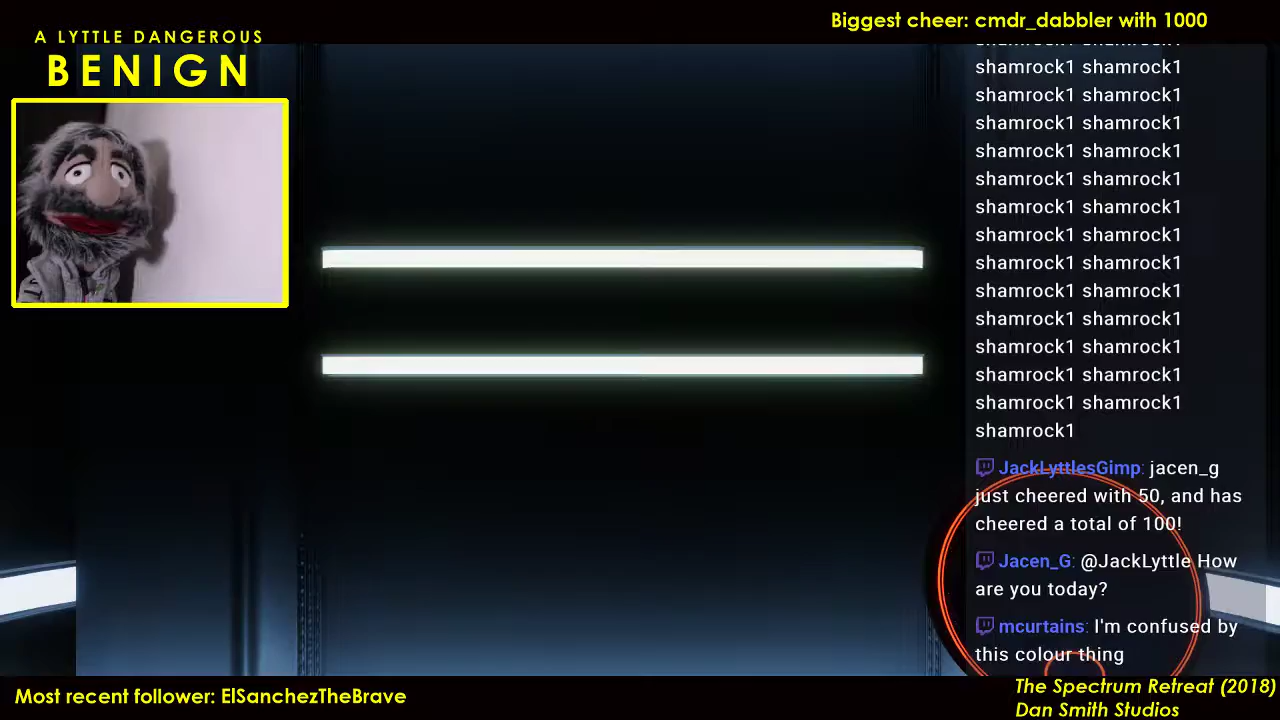 A LYTTLE DANGEROUS
BENIGN
Biggest cheer: cmdr_dabbler with 1000
shamrock1 shamrock1
shamrock1 shamrock1
shamrock1 shamrock1
shamrock1 shamrock1
shamrock1 shamrock1
shamrock1 shamrock1
shamrock1 shamrock1
shamrock1 shamrock1
shamrock1 shamrock1
shamrock1 shamrock1
shamrock1 shamrock1
shamrock1 shamrock1
shamrock1 shamrock1
shamrock1
JackLyttlesGimp: jacen_g
just cheered with 50, and has
cheered a total of 100!
Jacen_G: @JackLyttle How
are you today?
mcurtains: I'm confused by
this colour thing
Most recent follower: ElSanchezTheBrave
The Spectrum Retreat (2018)
Dan Smith Studios